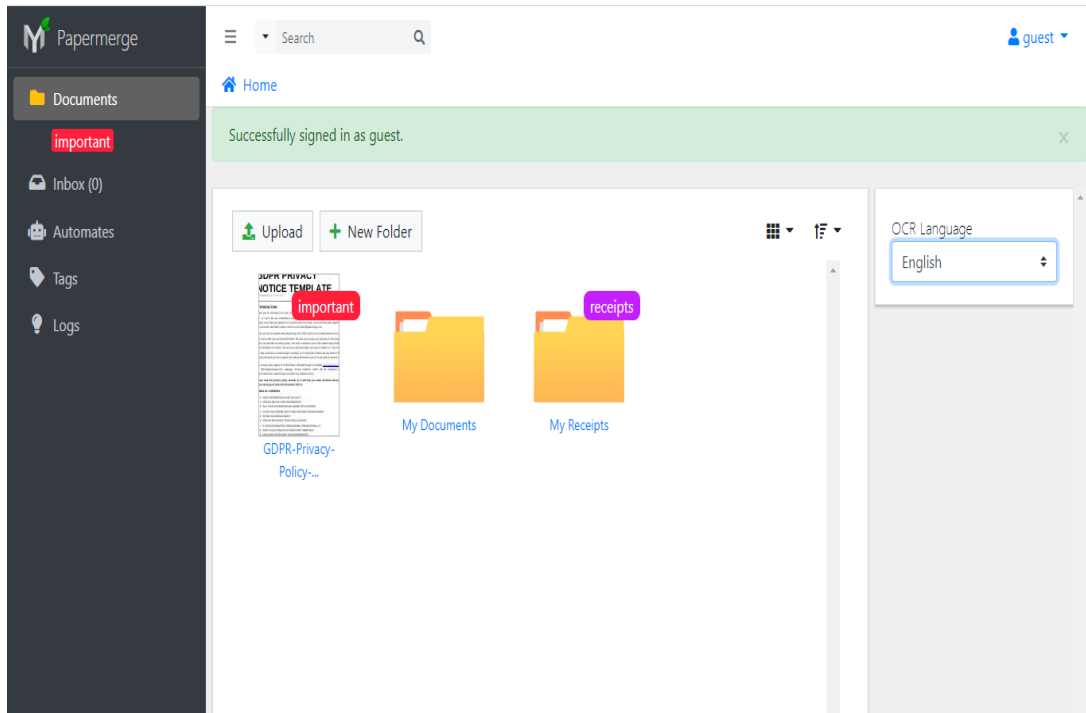 Papermerge
Search
guest
Documents
Home
important
Successfully signed in as guest.
x
Inbox (0)
Automates
Tags
Logs
Upload
New Folder
OCR Language
English
GDPR PRIVACY
NOTICE TEMPLATE
important
receipts
My Documents
My Receipts
GDPR-Privacy-
Policy-...